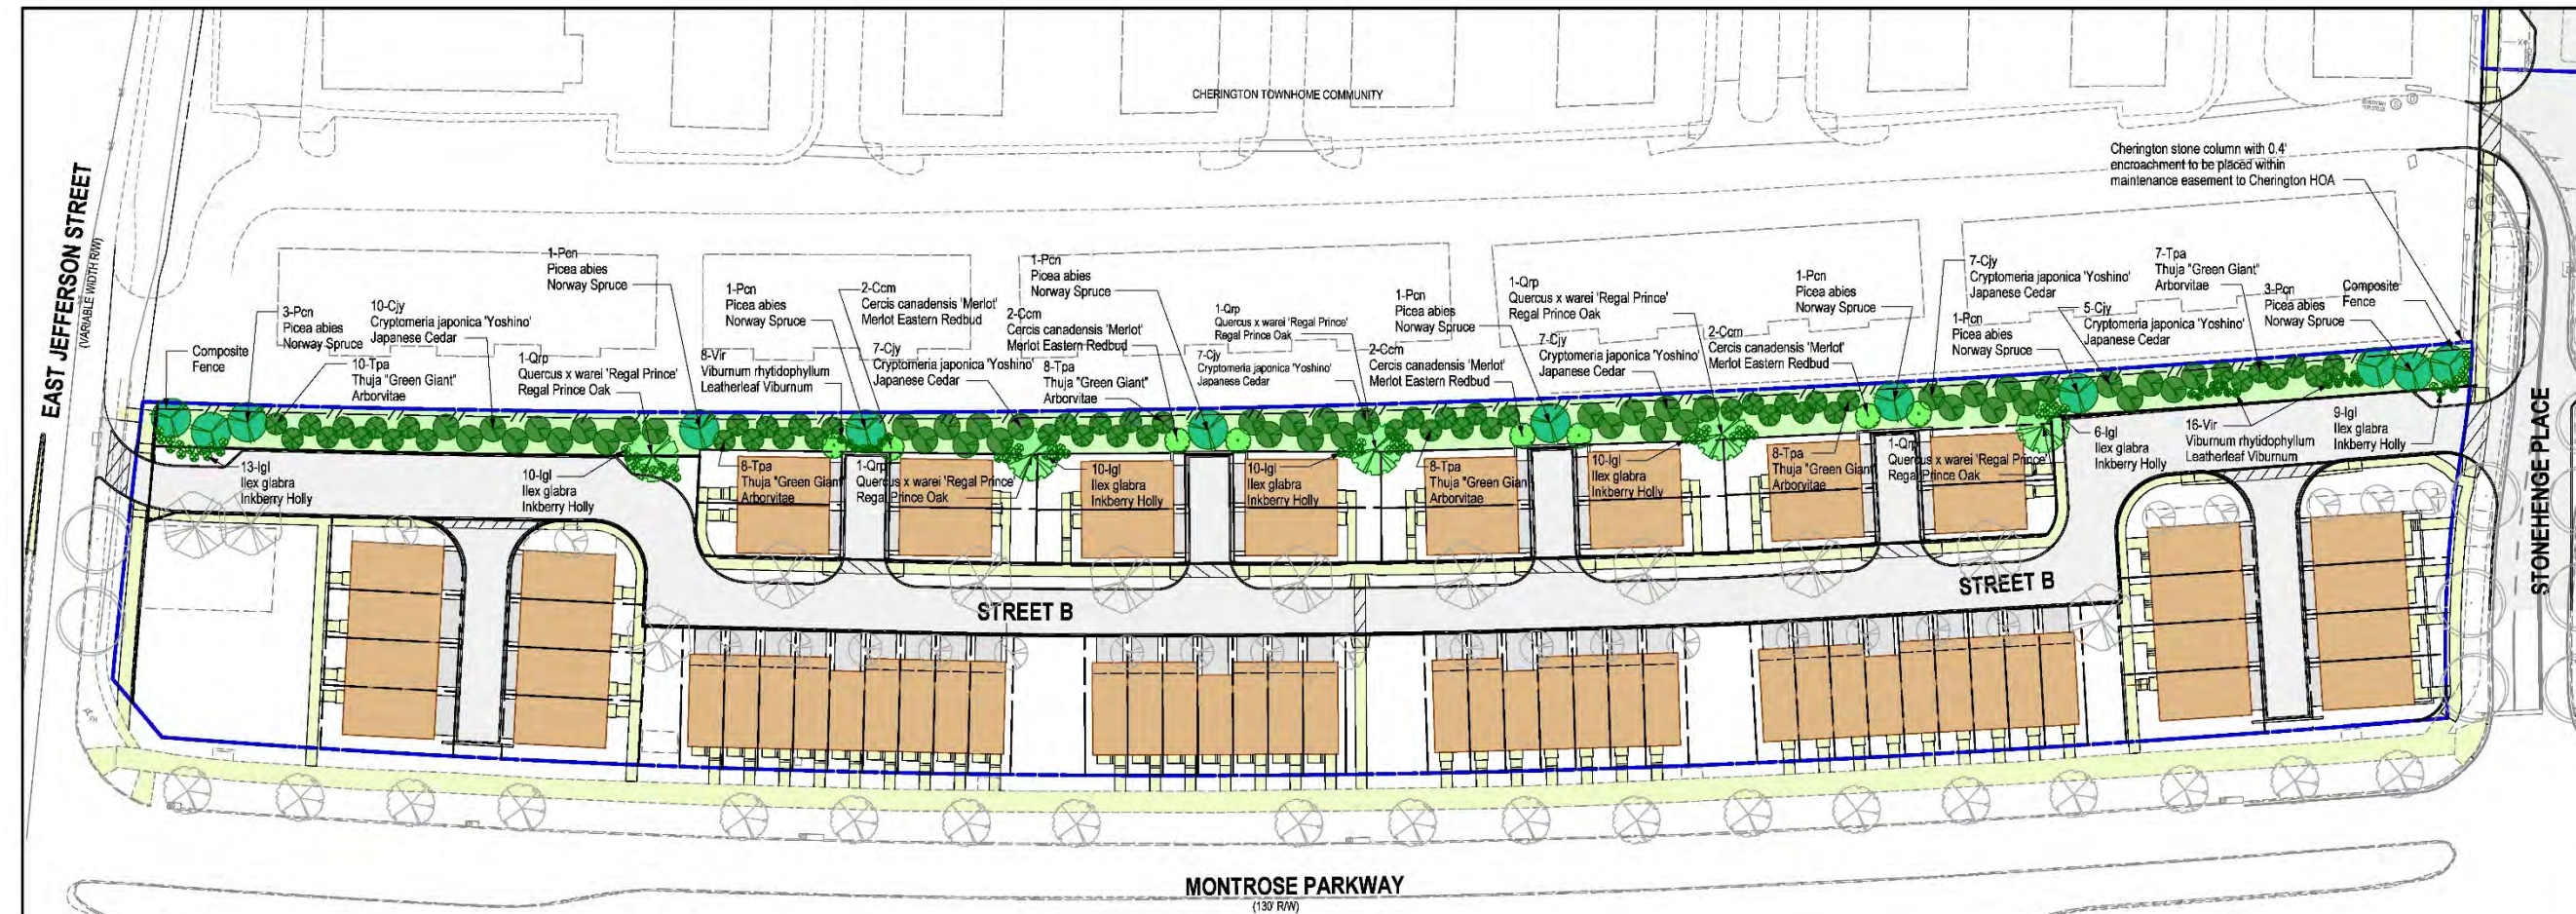 CHERINGTON TOWNHOME COMMUNITY
Cherington stone column with 0.4'
encroachment to be placed within
maintenance easement to Cherington HOA
EAST JEFFERSON STREET
(VARIABLE WIDTH R/W)
Composite
Fence
3-Pcn
Picea abies
Norway Spruce
10-Cjy
Cryptomeria japonica 'Yoshino'
Japanese Cedar
10-Tpa
Thuja "Green Giant"
Arborvitae
1-Qrp
Quercus x warei 'Regal Prince'
Regal Prince Oak
1-Pcn
Picea abies
Norway Spruce
8-Vir
Viburnum rhytidophyllum
Leatherleaf Viburnum
1-Pcn
Picea abies
Norway Spruce
2-Ccm
Cercis canadensis 'Merlot'
Merlot Eastern Redbud
7-Cjy
Cryptomeria japonica 'Yoshino'
Japanese Cedar
1-Pcn
Picea abies
Norway Spruce
2-Ccm
Cercis canadensis 'Merlot'
Merlot Eastern Redbud
8-Tpa
Thuja "Green Giant"
Arborvitae
1-Qrp
Quercus x warei 'Regal Prince'
Regal Prince Oak
7-Cjy
Cryptomeria japonica 'Yoshino'
Japanese Cedar
1-Pcn
Picea abies
Norway Spruce
2-Ccm
Cercis canadensis 'Merlot'
Merlot Eastern Redbud
1-Qrp
Quercus x warei 'Regal Prince'
Regal Prince Oak
7-Cjy
Cryptomeria japonica 'Yoshino'
Japanese Cedar
2-Ccm
Cercis canadensis 'Merlot'
Merlot Eastern Redbud
1-Pcn
Picea abies
Norway Spruce
7-Cjy
Cryptomeria japonica 'Yoshino'
Japanese Cedar
1-Pcn
Picea abies
Norway Spruce
5-Cjy
Cryptomeria japonica 'Yoshino'
Japanese Cedar
7-Tpa
Thuja "Green Giant"
Arborvitae
3-Pcn
Picea abies
Norway Spruce
Composite
Fence
13-Igl
Ilex glabra
Inkberry Holly
10-Igl
Ilex glabra
Inkberry Holly
8-Tpa
Thuja "Green Giant"
Arborvitae
1-Qrp
Quercus x warei 'Regal Prince'
Regal Prince Oak
10-Igl
Ilex glabra
Inkberry Holly
10-Igl
Ilex glabra
Inkberry Holly
8-Tpa
Thuja "Green Giant"
Arborvitae
10-Igl
Ilex glabra
Inkberry Holly
8-Tpa
Thuja "Green Giant"
Arborvitae
1-Qrp
Quercus x warei 'Regal Prince'
Regal Prince Oak
6-Igl
Ilex glabra
Inkberry Holly
16-Vir
Viburnum rhytidophyllum
Leatherleaf Viburnum
9-Igl
Ilex glabra
Inkberry Holly
STONEHENGE PLACE
STREET B
STREET B
MONTROSE PARKWAY
(130' R/W)